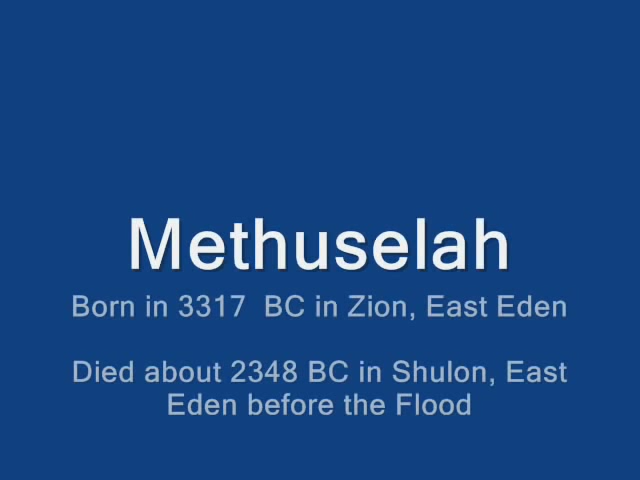 Methuselah
Born in 3317  BC in Zion, East Eden
Died about 2348 BC in Shulon, East
Eden before the Flood